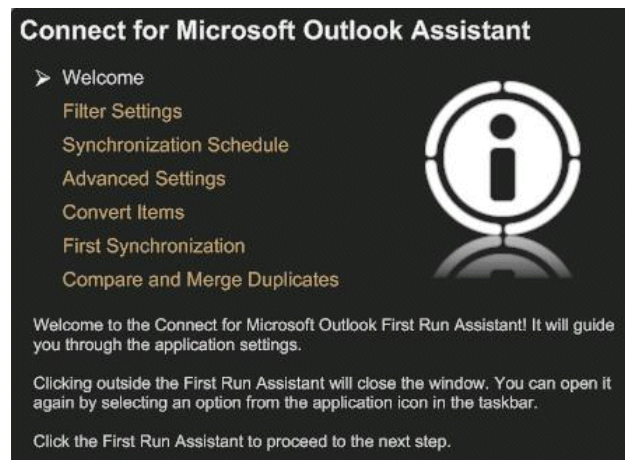 Connect for Microsoft Outlook Assistant
Welcome
Filter Settings
Synchronization Schedule
Advanced Settings
Convert Items
First Synchronization
Compare and Merge Duplicates
Welcome to the Connect for Microsoft Outlook First Run Assistant! It will guide
you through the application settings.
Clicking outside the First Run Assistant will close the window. You can open it
again by selecting an option from the application icon in the taskbar.
Click the First Run Assistant to proceed to the next step.